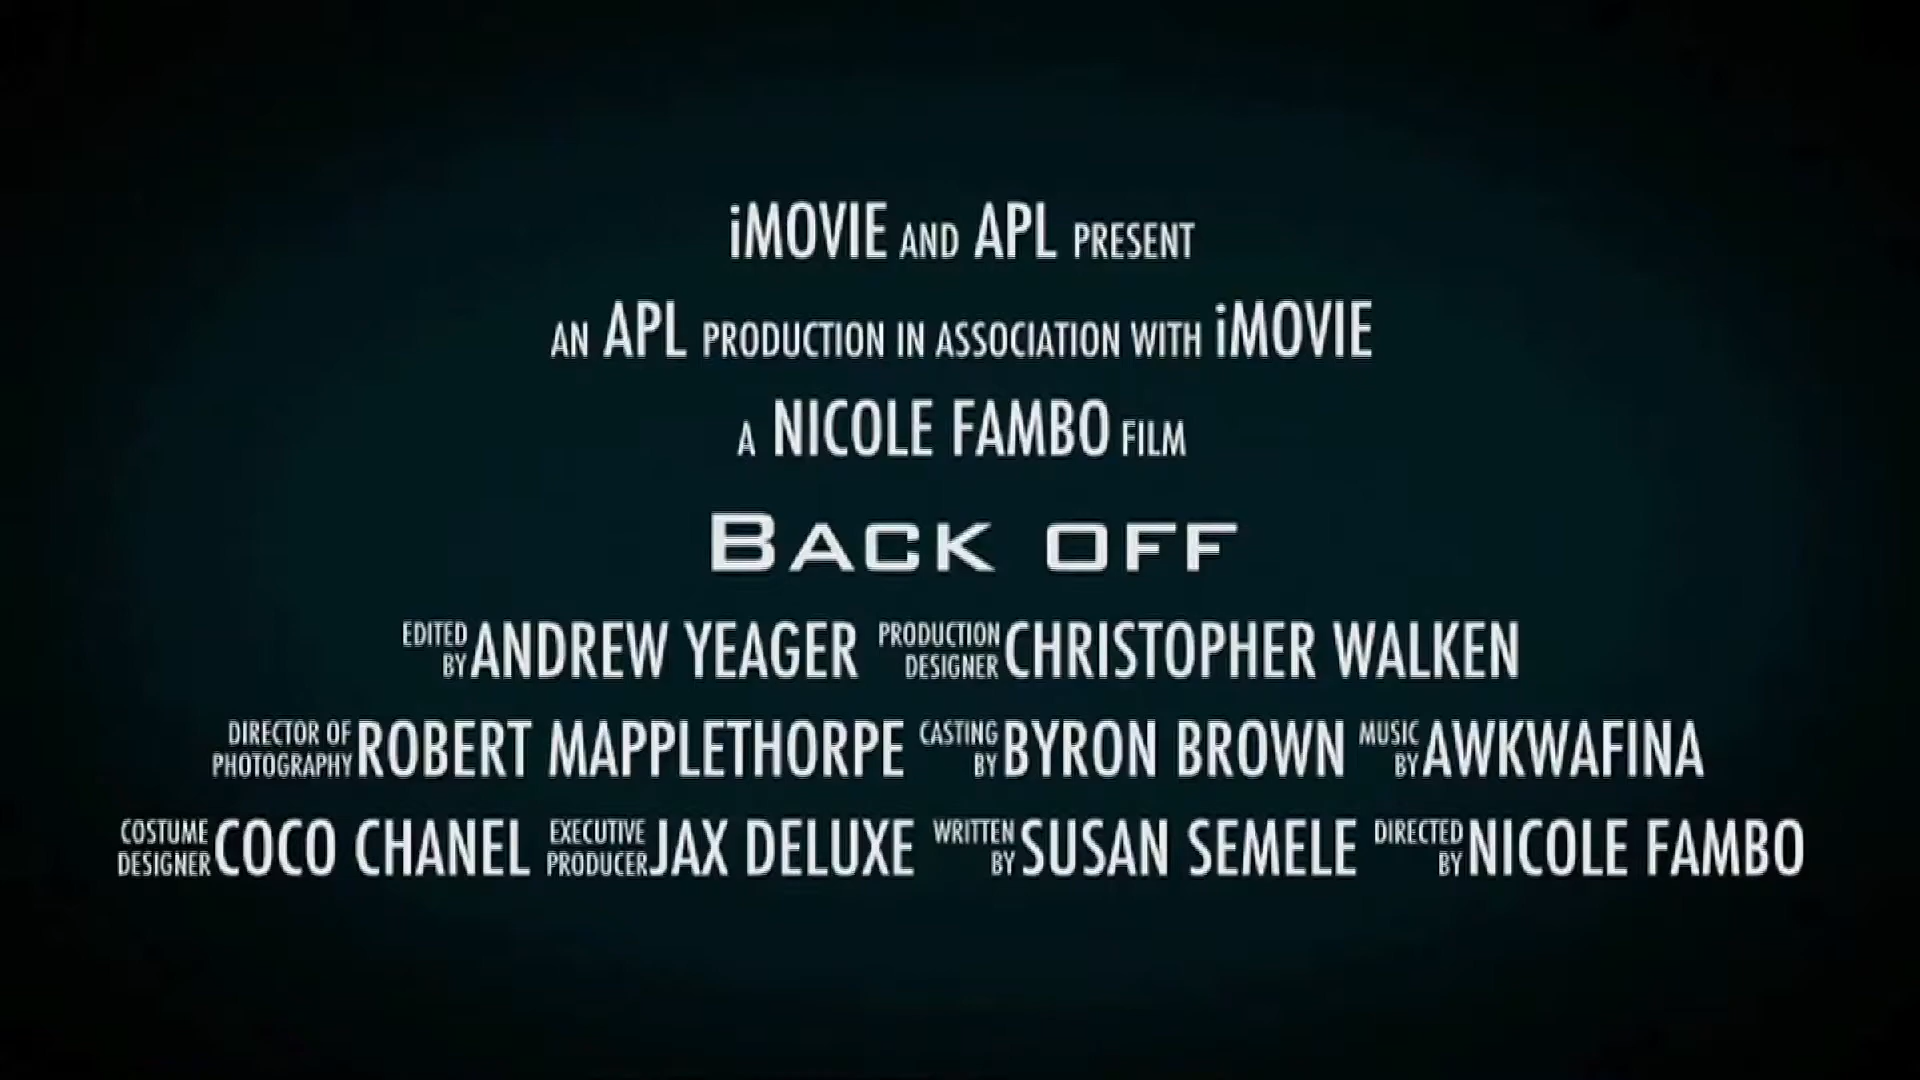 iMOVIE AND APL PRESENT
AN APL PRODUCTION IN ASSOCIATION WITH iMOVIE
A NICOLE FAMBO FILM
BACK OFF
EDITED BY ANDREW YEAGER PRODUCTION DESIGNER CHRISTOPHER WALKEN
DIRECTOR OF PHOTOGRAPHY ROBERT MAPPLETHORPE CASTING BY BYRON BROWN MUSIC BY AWKWAFINA
COSTUME DESIGNER COCO CHANEL EXECUTIVE PRODUCER JAX DELUXE WRITTEN BY SUSAN SEMELE DIRECTED BY NICOLE FAMBO